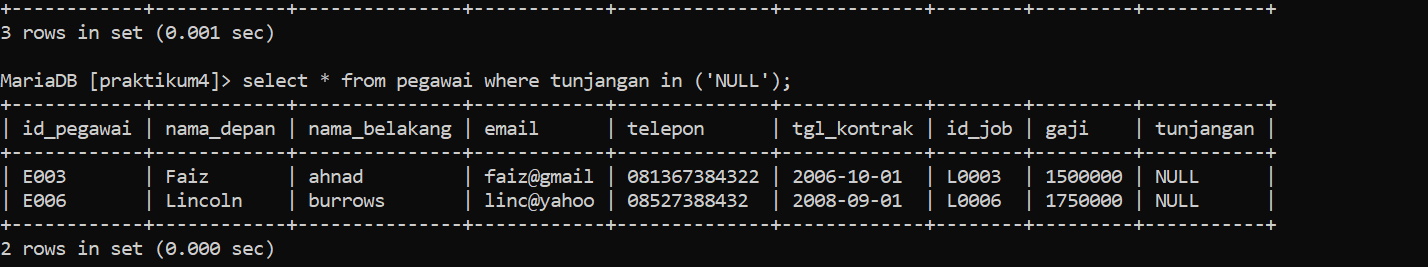 +------------+------------+---------------+------------+--------------+-------------+--------+---------+-----------+
3 rows in set (0.001 sec)
MariaDB [praktikum4]> select * from pegawai where tunjangan in ('NULL');
+------------+------------+---------------+------------+--------------+-------------+--------+---------+-----------+
| id_pegawai | nama_depan | nama_belakang | email      | telepon      | tgl_kontrak | id_job | gaji    | tunjangan |
+------------+------------+---------------+------------+--------------+-------------+--------+---------+-----------+
| E003       | Faiz       | ahnad         | faiz@gmail | 081367384322 | 2006-10-01  | L0003  | 1500000 | NULL      |
| E006       | Lincoln    | burrows       | linc@yahoo | 08527388432  | 2008-09-01  | L0006  | 1750000 | NULL      |
+------------+------------+---------------+------------+--------------+-------------+--------+---------+-----------+
2 rows in set (0.000 sec)